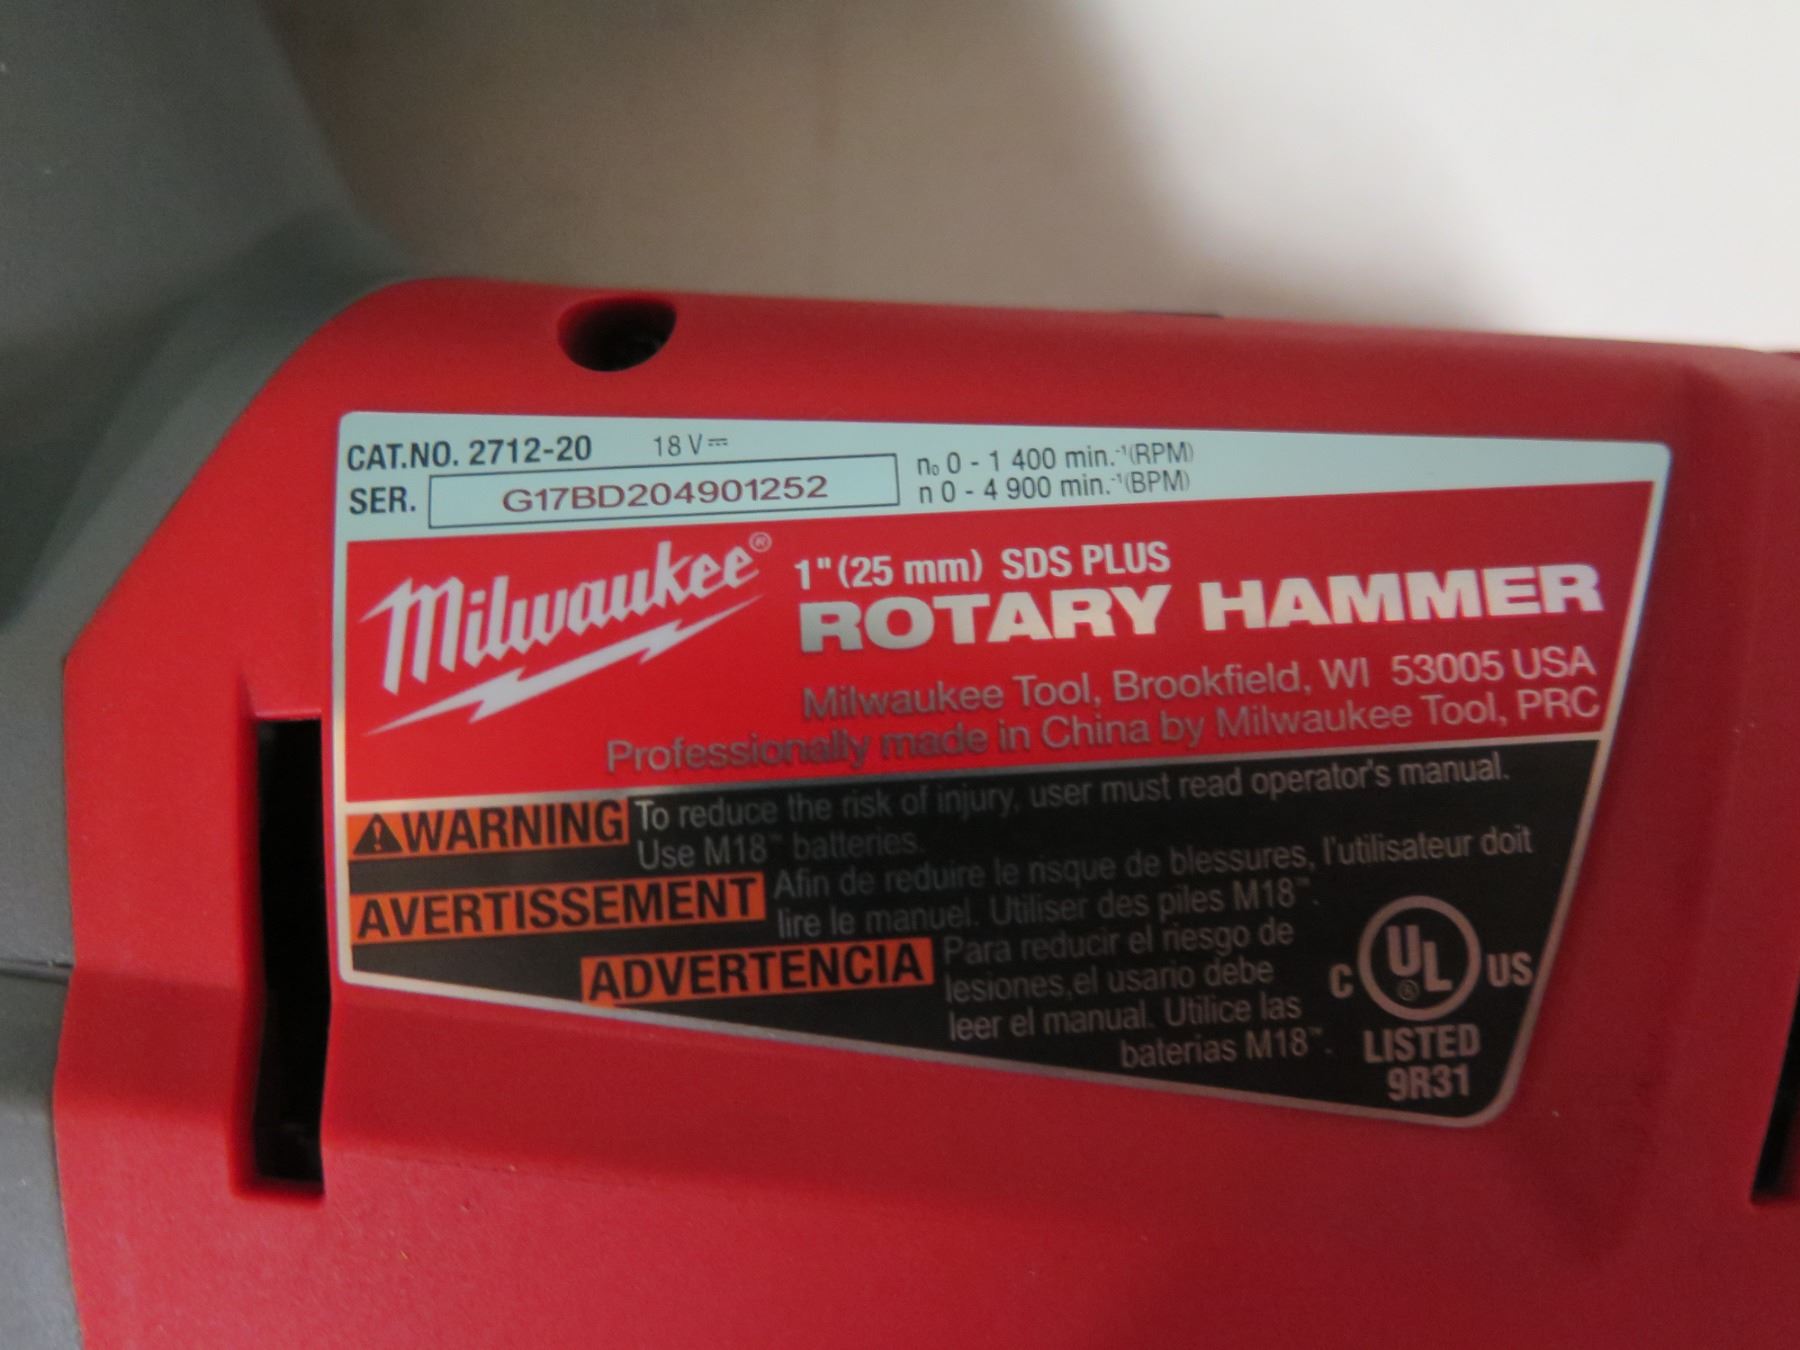 CAT.NO. 2712-20 18 V⎓
SER. G17BD204901252
n₀ 0 - 1 400 min.⁻¹(RPM)
n 0 - 4 900 min.⁻¹(BPM)
Milwaukee®
1" (25 mm) SDS PLUS
ROTARY HAMMER
Milwaukee Tool, Brookfield, WI 53005 USA
Professionally made in China by Milwaukee Tool, PRC
WARNING To reduce the risk of injury, user must read operator's manual.
Use M18™ batteries.
AVERTISSEMENT Afin de reduire le risque de blessures, l'utilisateur doit
lire le manuel. Utiliser des piles M18™.
ADVERTENCIA Para reducir el riesgo de
lesiones,el usario debe
leer el manual. Utilice las
baterias M18™.
C UL® US
LISTED
9R31